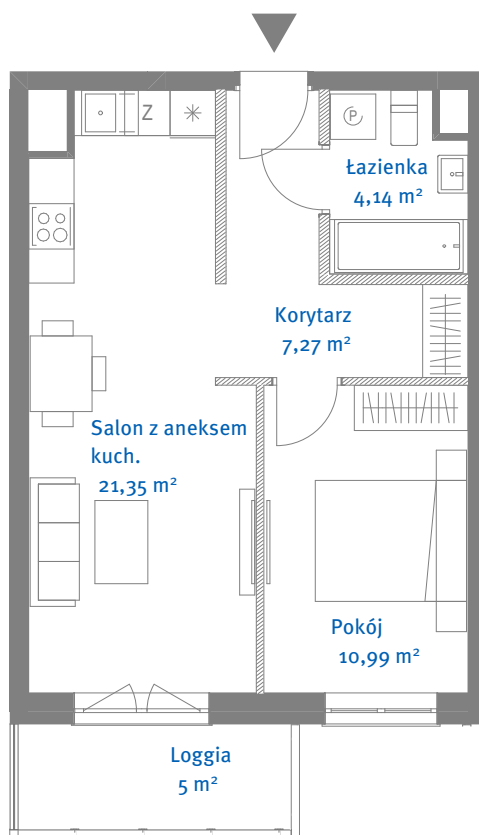 Z
P
Łazienka
4,14 m²
Korytarz
7,27 m²
Salon z aneksem
kuch.
21,35 m²
Pokój
10,99 m²
Loggia
5 m²